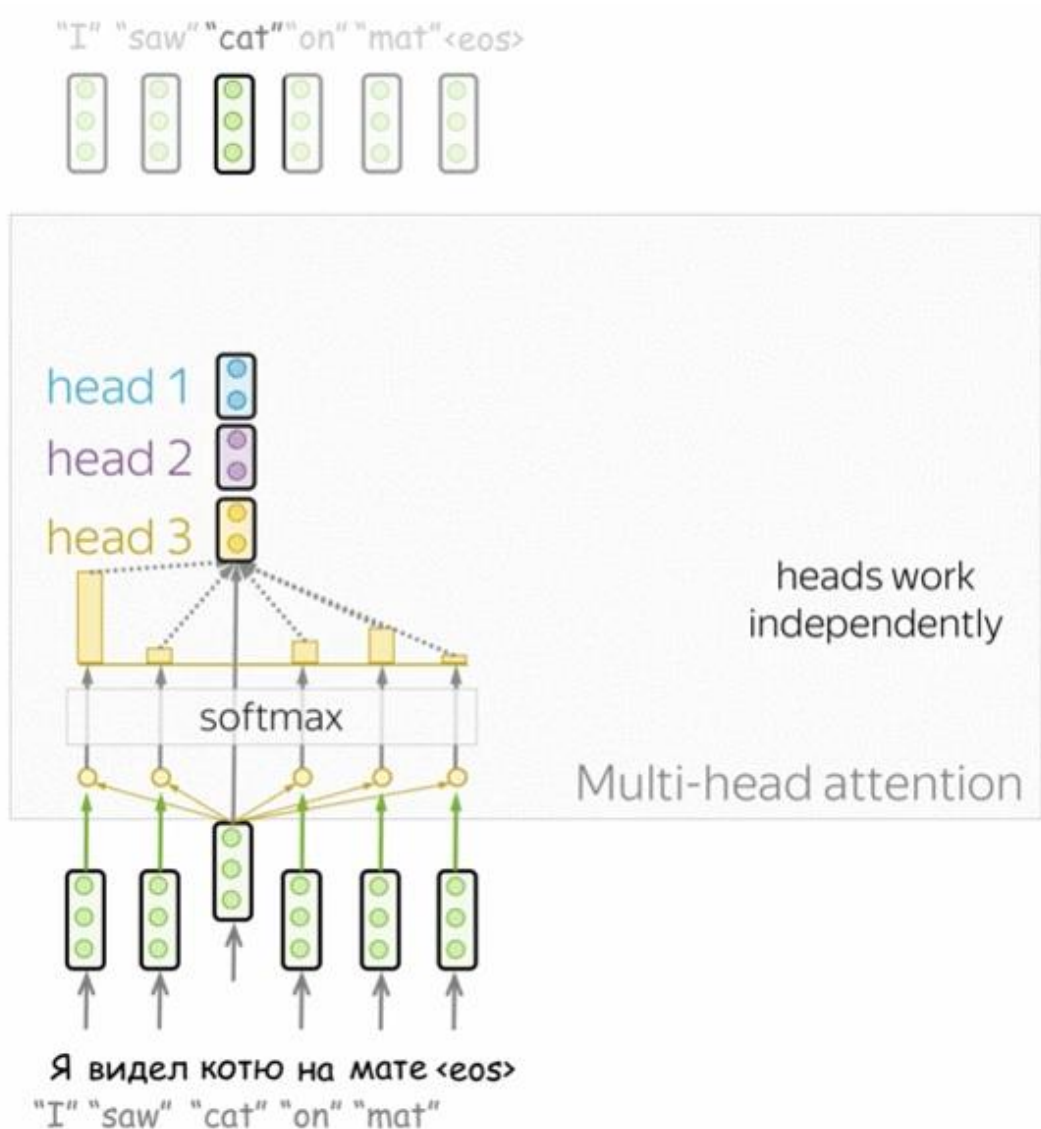 "I" "saw" "cat" "on" "mat" <eos>
head 1
head 2
head 3
heads work
independently
softmax
Multi-head attention
Я видел котю на мате <eos>
"I" "saw" "cat" "on" "mat"